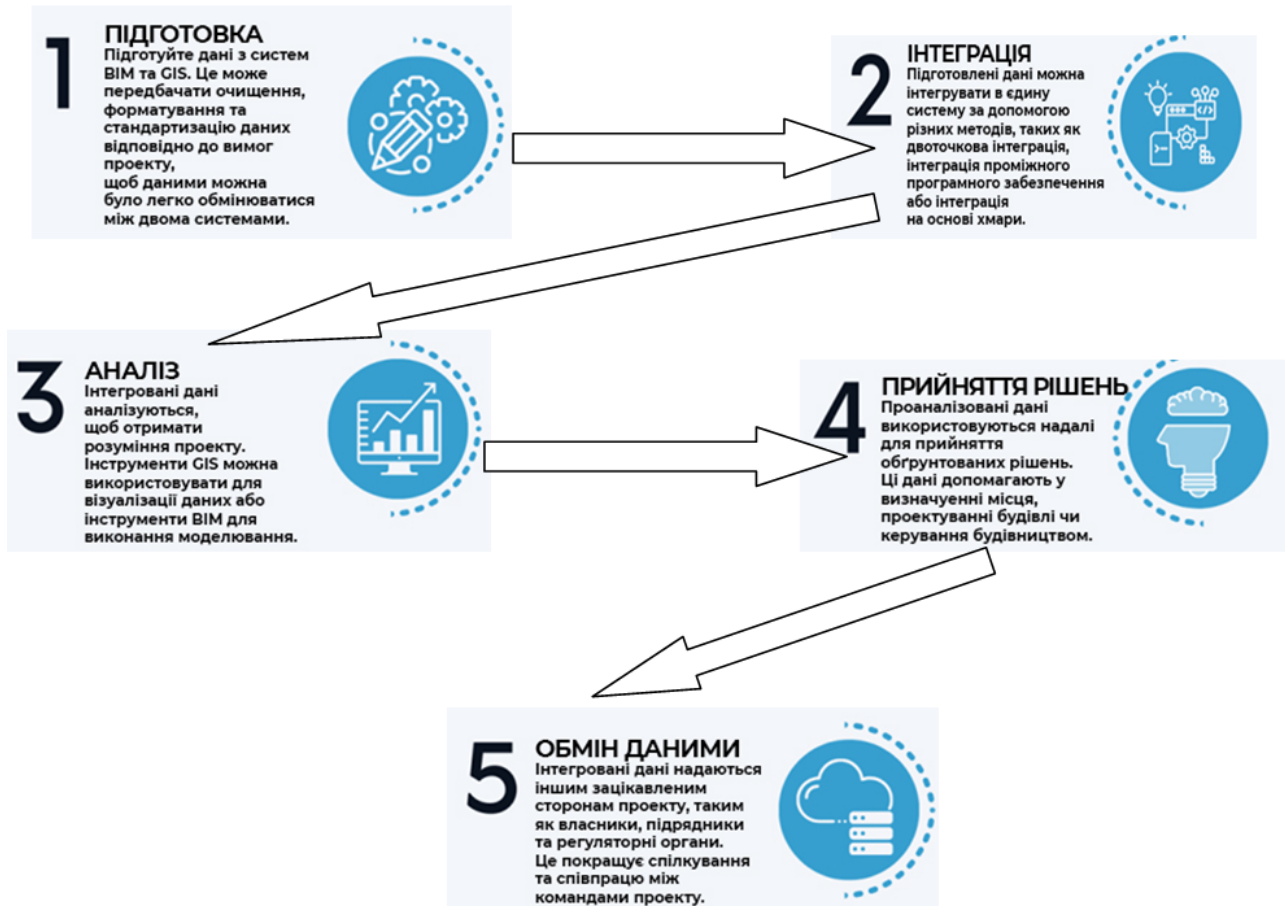 1
ПІДГОТОВКА
Підготуйте дані з систем
BIM та GIS. Це може
передбачати очищення,
форматування та
стандартизацію даних
відповідно до вимог
проекту,
щоб даними можна
було легко обмінюватися
між двома системами.
2
ІНТЕГРАЦІЯ
Підготовлені дані можна
інтегрувати в єдину
систему за допомогою
різних методів, таких як
двоточкова інтеграція,
інтеграція проміжного
програмного забезпечення
або інтеграція
на основі хмари.
3
АНАЛІЗ
Інтегровані дані
аналізуються,
щоб отримати
розуміння проекту.
Інструменти GIS можна
використовувати для
візуалізації даних або
інструменти BIM для
виконання моделювання.
4
ПРИЙНЯТТЯ РІШЕНЬ
Проаналізовані дані
використовуються надалі
для прийняття
обґрунтованих рішень.
Ці дані допомагають у
визначуенні місця,
проектуванні будівлі чи
керування будівництвом.
5
ОБМІН ДАНИМИ
Інтегровані дані надаються
іншим зацікавленим
сторонам проекту, таким
як власники, підрядники
та регуляторні органи.
Це покращує спілкування
та співпрацю між
командами проекту.